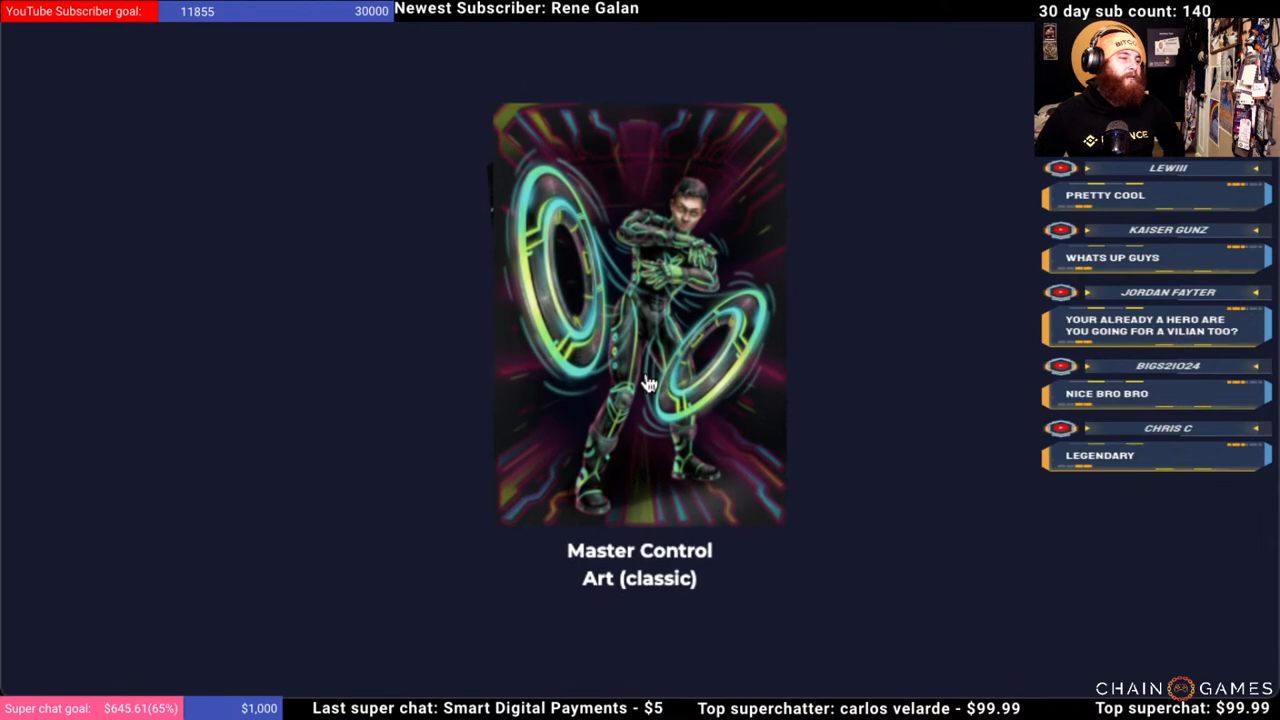 YouTube Subscriber goal: 11855 30000
Newest Subscriber: Rene Galan
30 day sub count: 140
LEWIII
PRETTY COOL
KAISER GUNZ
WHATS UP GUYS
JORDAN FAYTER
YOUR ALREADY A HERO ARE
YOU GOING FOR A VILIAN TOO?
BIGS21024
NICE BRO BRO
CHRIS C
LEGENDARY
Master Control
Art (classic)
CHAIN GAMES
Super chat goal: $645.61(65%) $1,000
Last super chat: Smart Digital Payments - $5
Top superchatter: carlos velarde - $99.99
Top superchat: $99.99